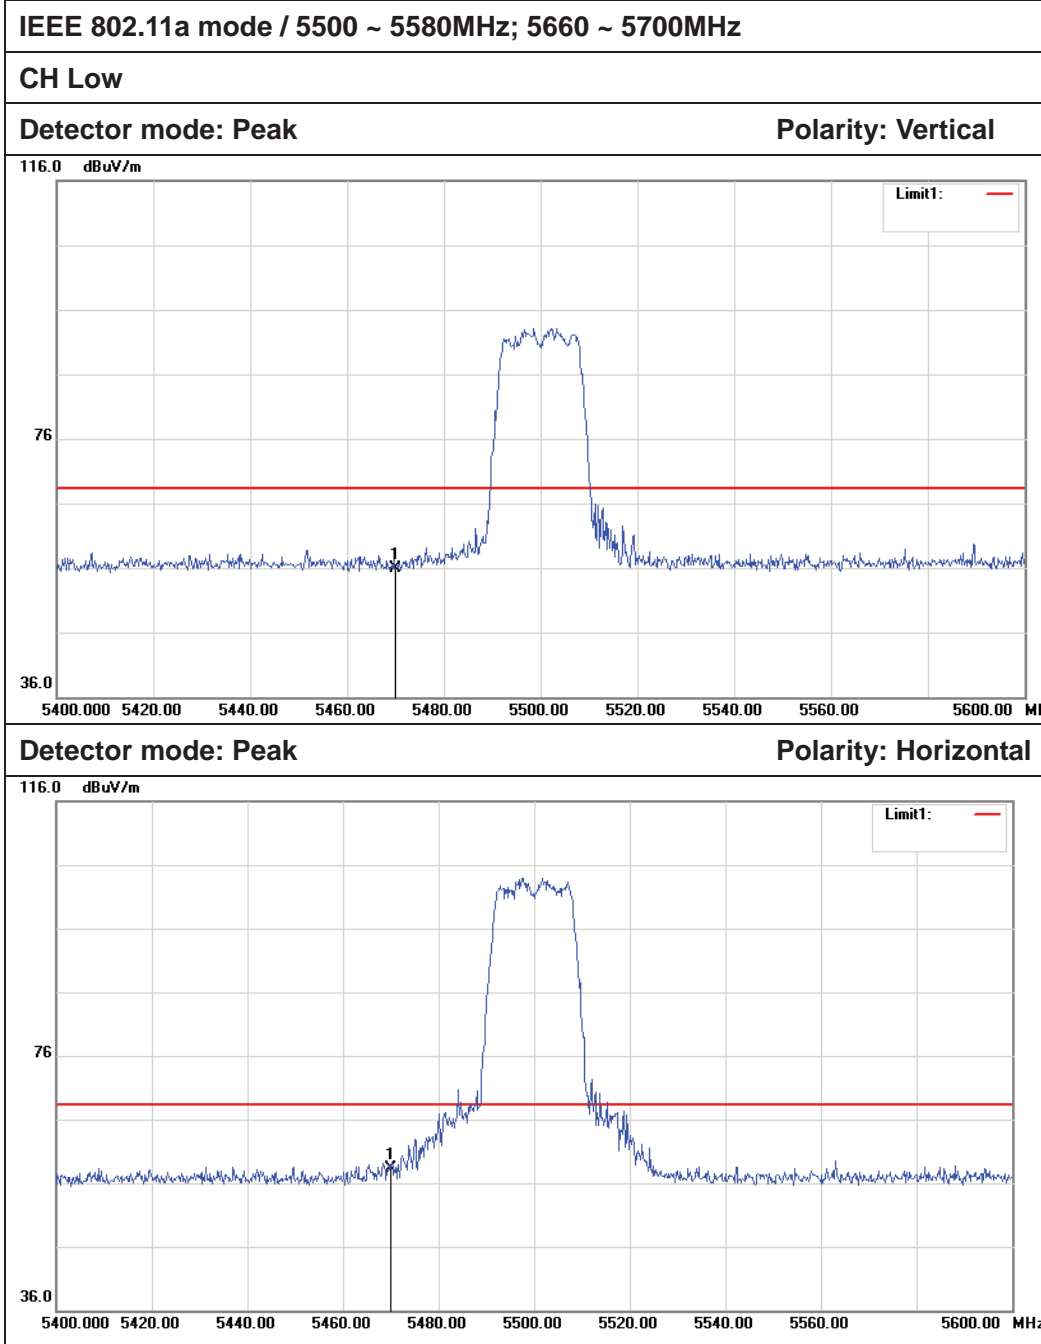 IEEE 802.11a mode / 5500 ~ 5580MHz; 5660 ~ 5700MHz
CH Low
Detector mode: Peak Polarity: Vertical
116.0 dBuV/m
Limit1:
76
1
36.0
5400.000 5420.00 5440.00 5460.00 5480.00 5500.00 5520.00 5540.00 5560.00 5600.00
Detector mode: Peak Polarity: Horizontal
116.0 dBuV/m
Limit1:
76
1
36.0
5400.000 5420.00 5440.00 5460.00 5480.00 5500.00 5520.00 5540.00 5560.00 5600.00 MHz